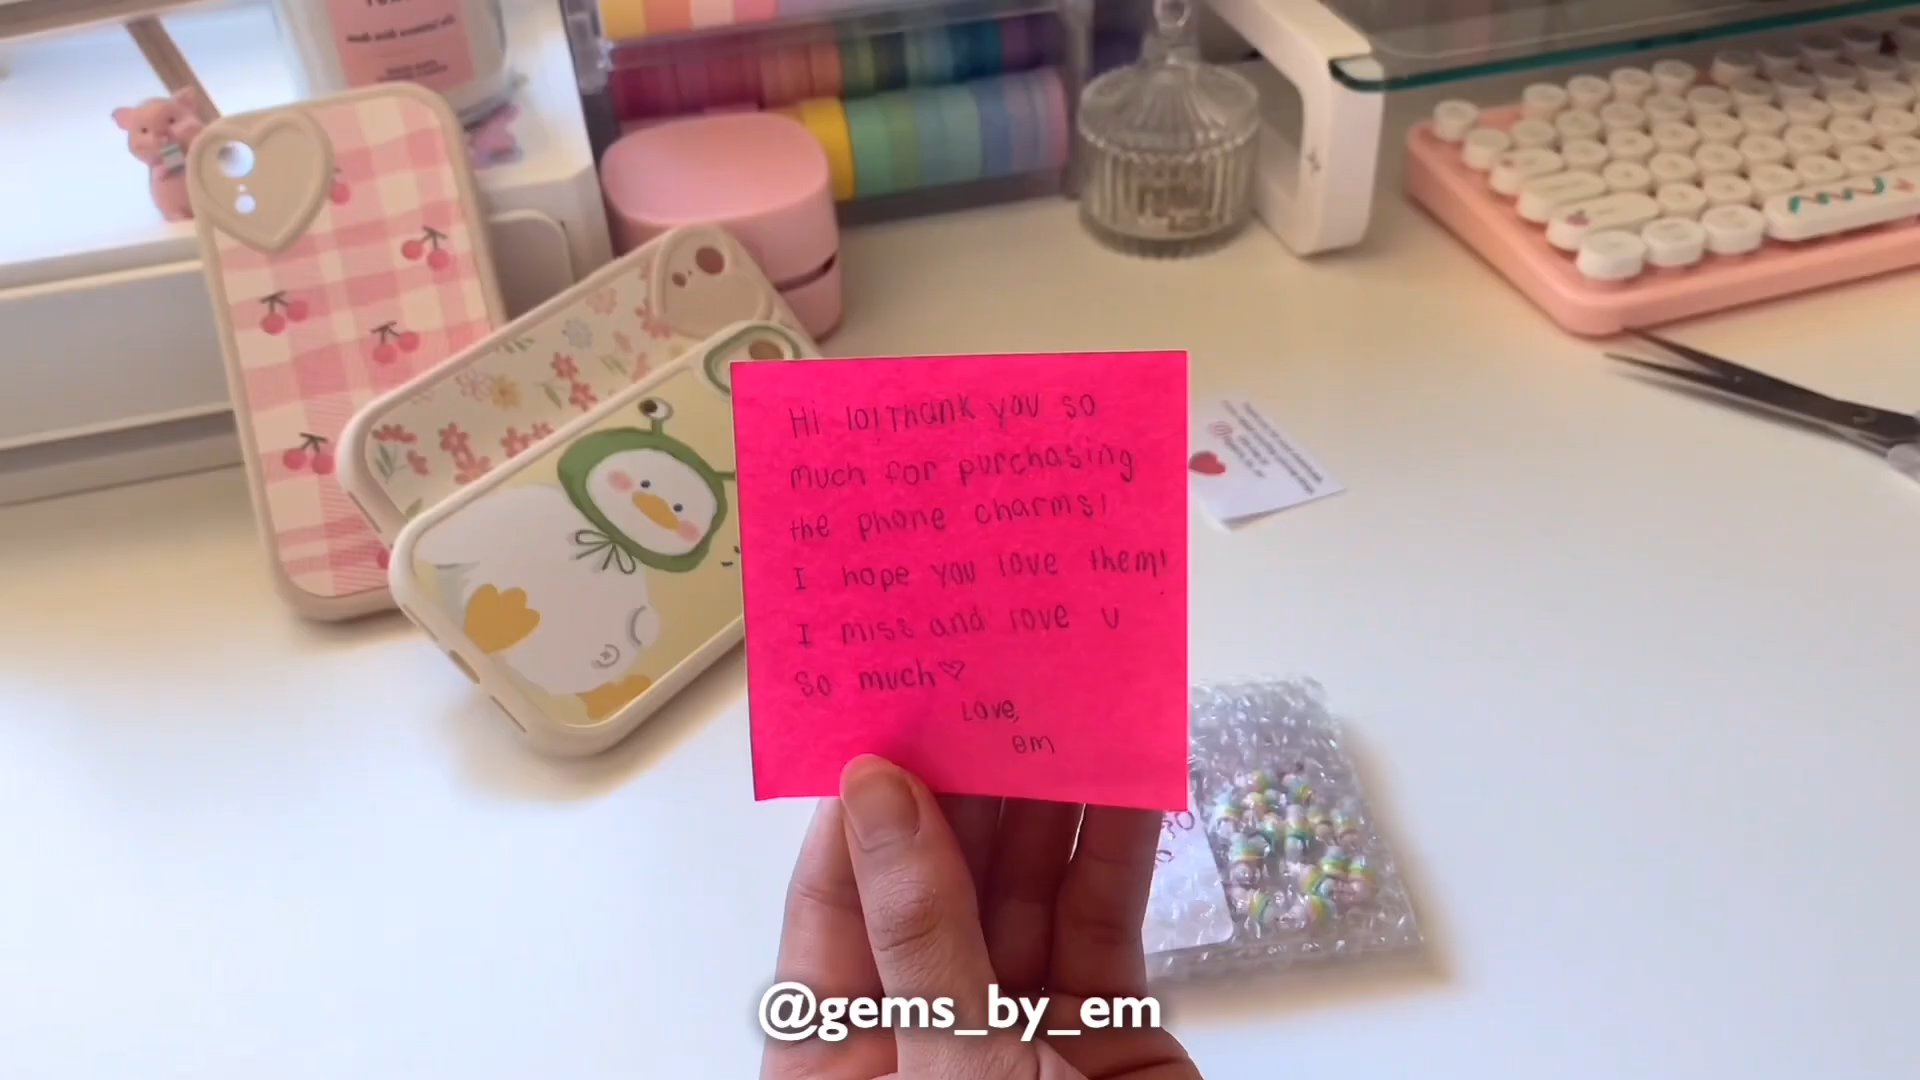 Hi lo! Thank you so
much for purchasing
the phone charms!
I hope you love them!
I miss and love u
so much♡
Love,
em
@gems_by_em